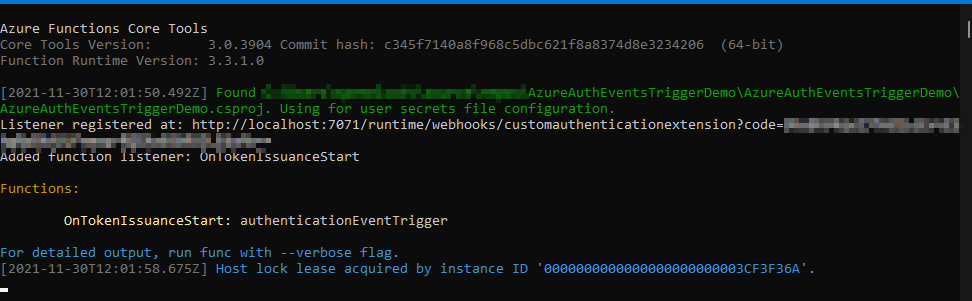 Azure Functions Core Tools
Core Tools Version:       3.0.3904 Commit hash: c345f7140a8f968c5dbc621f8a8374d8e3234206  (64-bit)
Function Runtime Version: 3.3.1.0
[2021-11-30T12:01:50.492Z] Found AzureAuthEventsTriggerDemo\AzureAuthEventsTriggerDemo\
AzureAuthEventsTriggerDemo.csproj. Using for user secrets file configuration.
Listener registered at: http://localhost:7071/runtime/webhooks/customauthenticationextension?code=
Added function listener: OnTokenIssuanceStart
Functions:
OnTokenIssuanceStart: authenticationEventTrigger
For detailed output, run func with --verbose flag.
[2021-11-30T12:01:58.675Z] Host lock lease acquired by instance ID '0000000000000000000000003CF3F36A'.